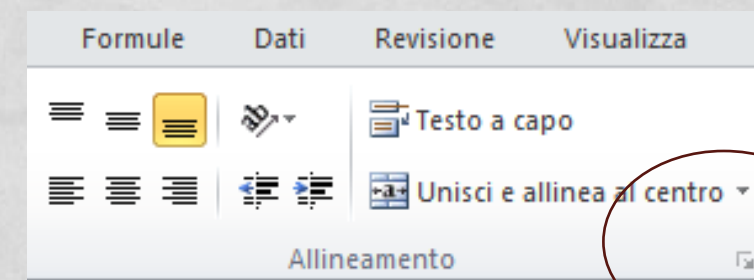 Formule Dati Revisione Visualizza
Testo a capo
Unisci e allinea al centro
Allineamento